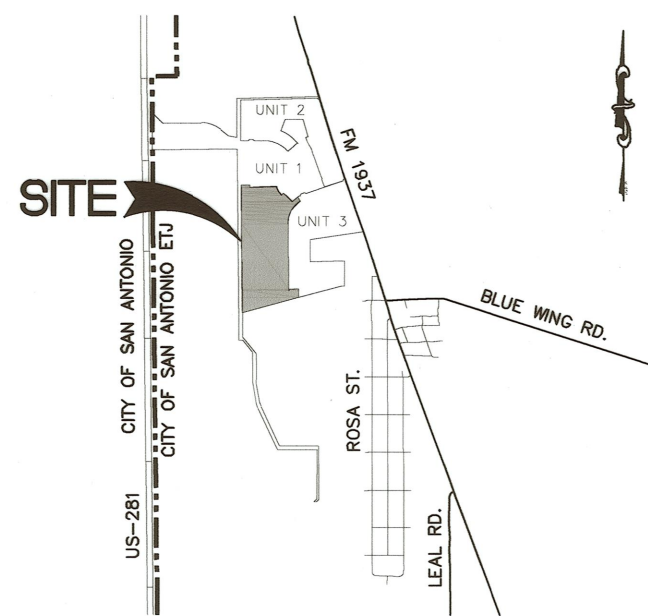 UNIT 2
FM 1937
UNIT 1
SITE
UNIT 3
CITY OF SAN ANTONIO
CITY OF SAN ANTONIO ETJ
BLUE WING RD.
ROSA ST.
US-281
LEAL RD.